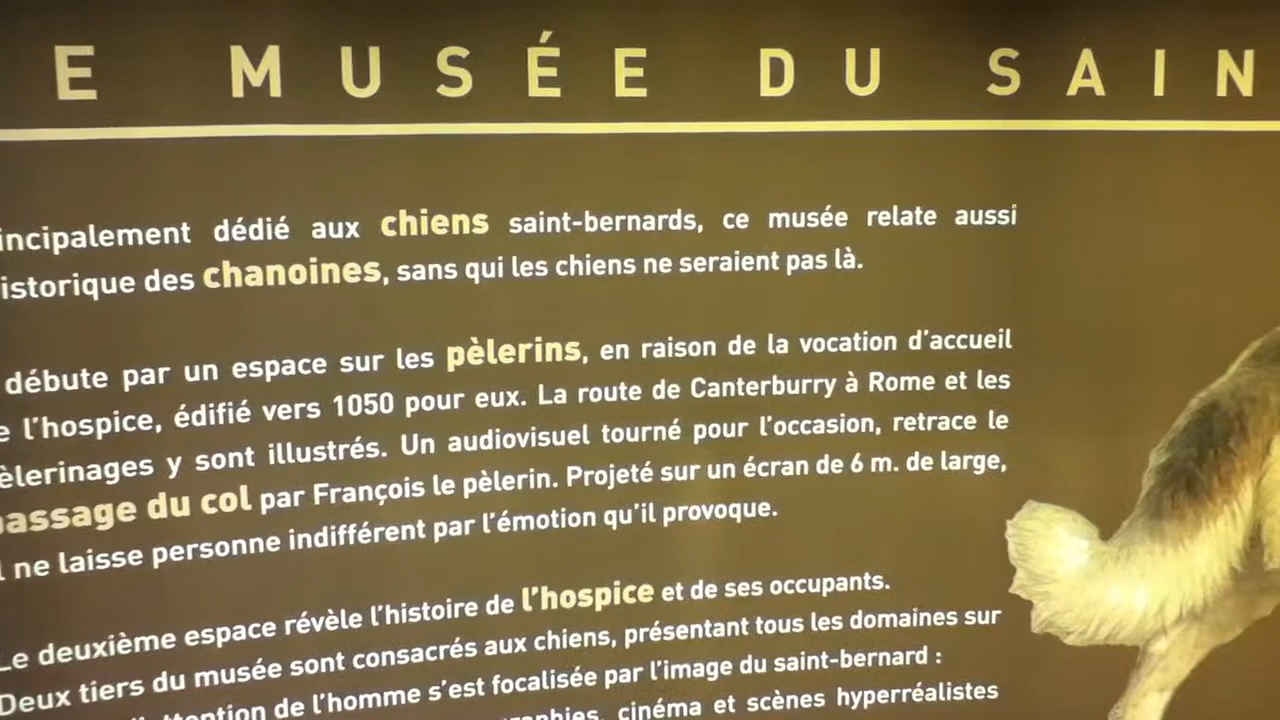 E MUSÉE DU SAIN
incipalement dédié aux chiens saint-bernards, ce musée relate aussi
istorique des chanoines, sans qui les chiens ne seraient pas là.
débute par un espace sur les pèlerins, en raison de la vocation d'accueil
e l'hospice, édifié vers 1050 pour eux. La route de Canterburry à Rome et les
èlerinages y sont illustrés. Un audiovisuel tourné pour l'occasion, retrace le
passage du col par François le pèlerin. Projeté sur un écran de 6 m. de large,
l ne laisse personne indifférent par l'émotion qu'il provoque.
Le deuxième espace révèle l'histoire de l'hospice et de ses occupants.
Deux tiers du musée sont consacrés aux chiens, présentant tous les domaines sur
l'attention de l'homme s'est focalisée par l'image du saint-bernard :
raphies, cinéma et scènes hyperréalistes